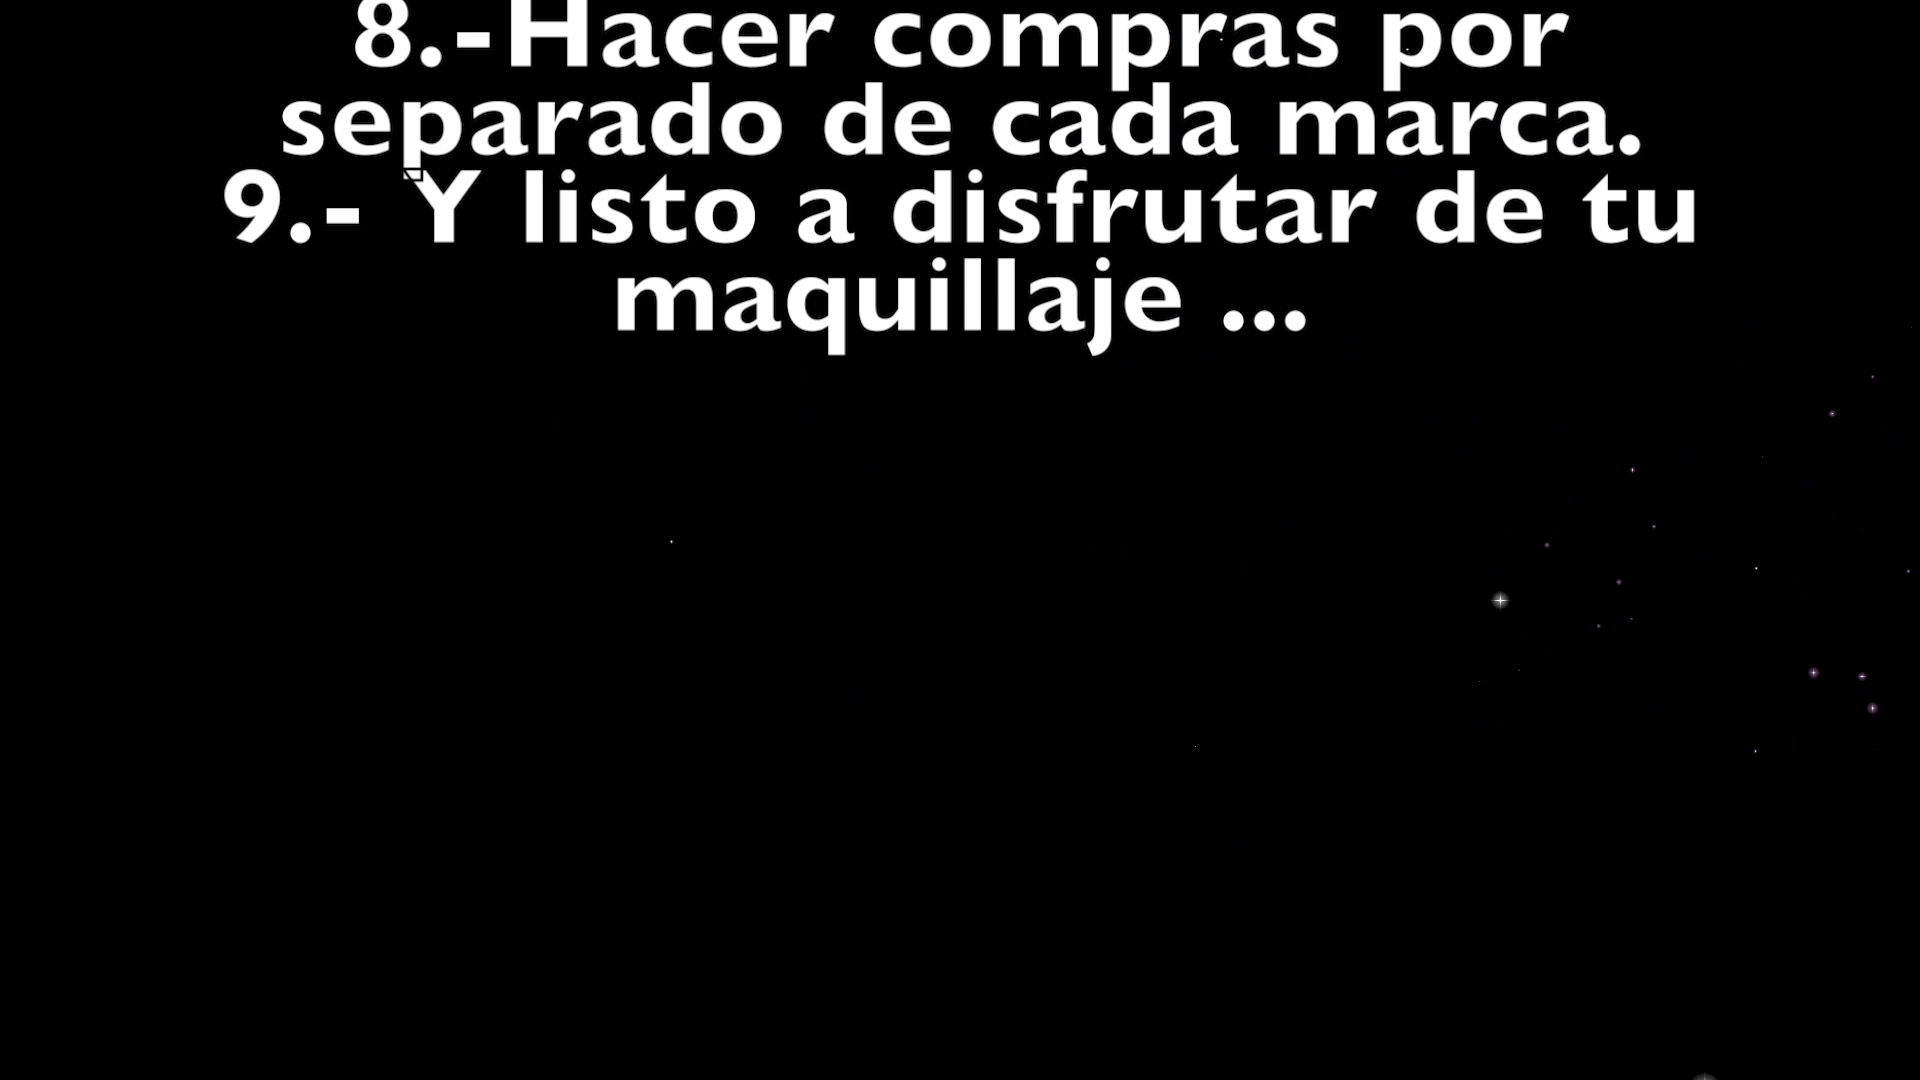 8.-Hacer compras por
separado de cada marca.
9.- Y listo a disfrutar de tu
maquillaje ...